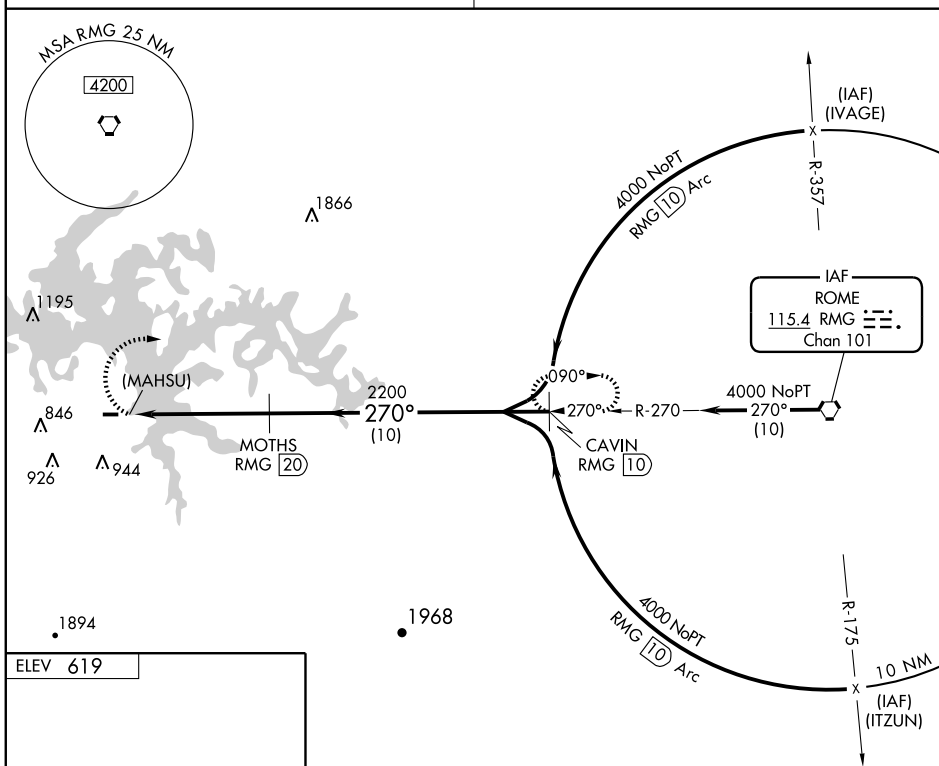 MSA RMG 25 NM
4200
(IAF)
(IVAGE)
4000 NoPT
RMG 10 Arc
R-357
1866
IAF
ROME
115.4 RMG
Chan 101
1195
(MAHSU)
090°
2200
270°
(10)
270°
R-270
4000 NoPT
270°
(10)
846
MOTHS
RMG 20
CAVIN
RMG 10
926
944
4000 NoPT
RMG 10 Arc
R-175
1894
1968
10 NM
(IAF)
(ITZUN)
ELEV 619